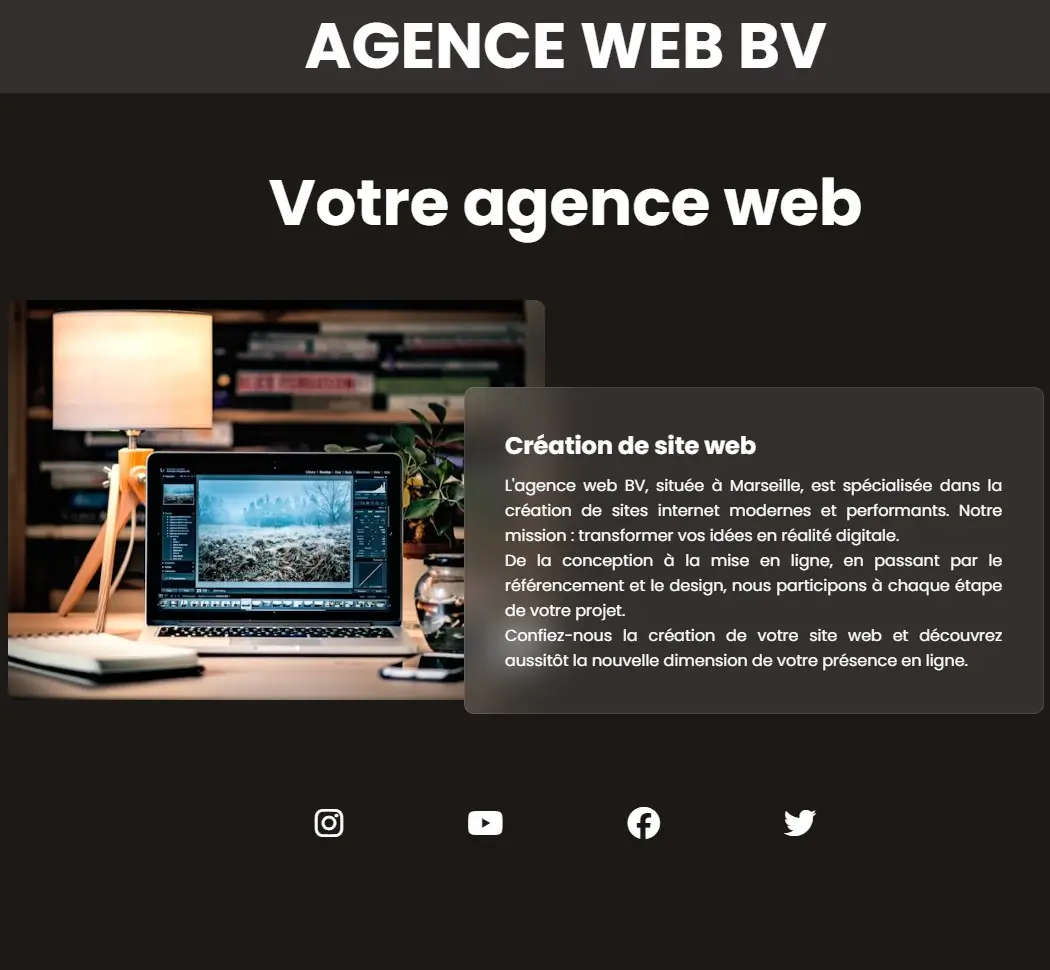 AGENCE WEB BV
Votre agence web
Création de site web
L'agence web BV, située à Marseille, est spécialisée dans la
création de sites internet modernes et performants. Notre
mission : transformer vos idées en réalité digitale.
De la conception à la mise en ligne, en passant par le
référencement et le design, nous participons à chaque étape
de votre projet.
Confiez-nous la création de votre site web et découvrez
aussitôt la nouvelle dimension de votre présence en ligne.